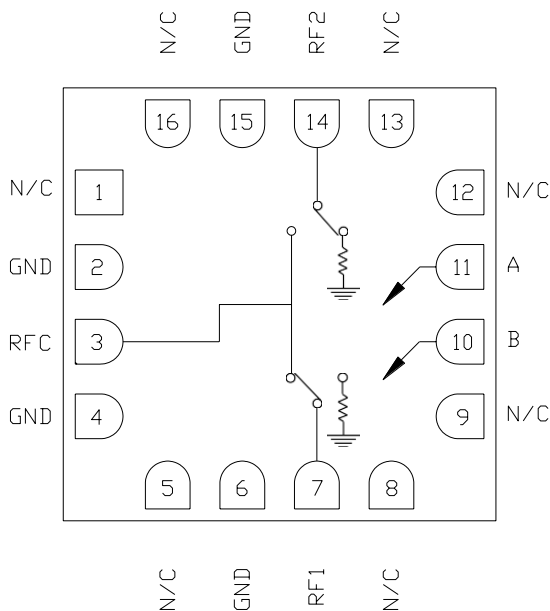 N/C GND RF2 N/C
16 15 14 13
N/C 1 12 N/C
GND 2 11 A
RFC 3 10 B
GND 4 9 N/C
5 6 7 8
N/C GND RF1 N/C